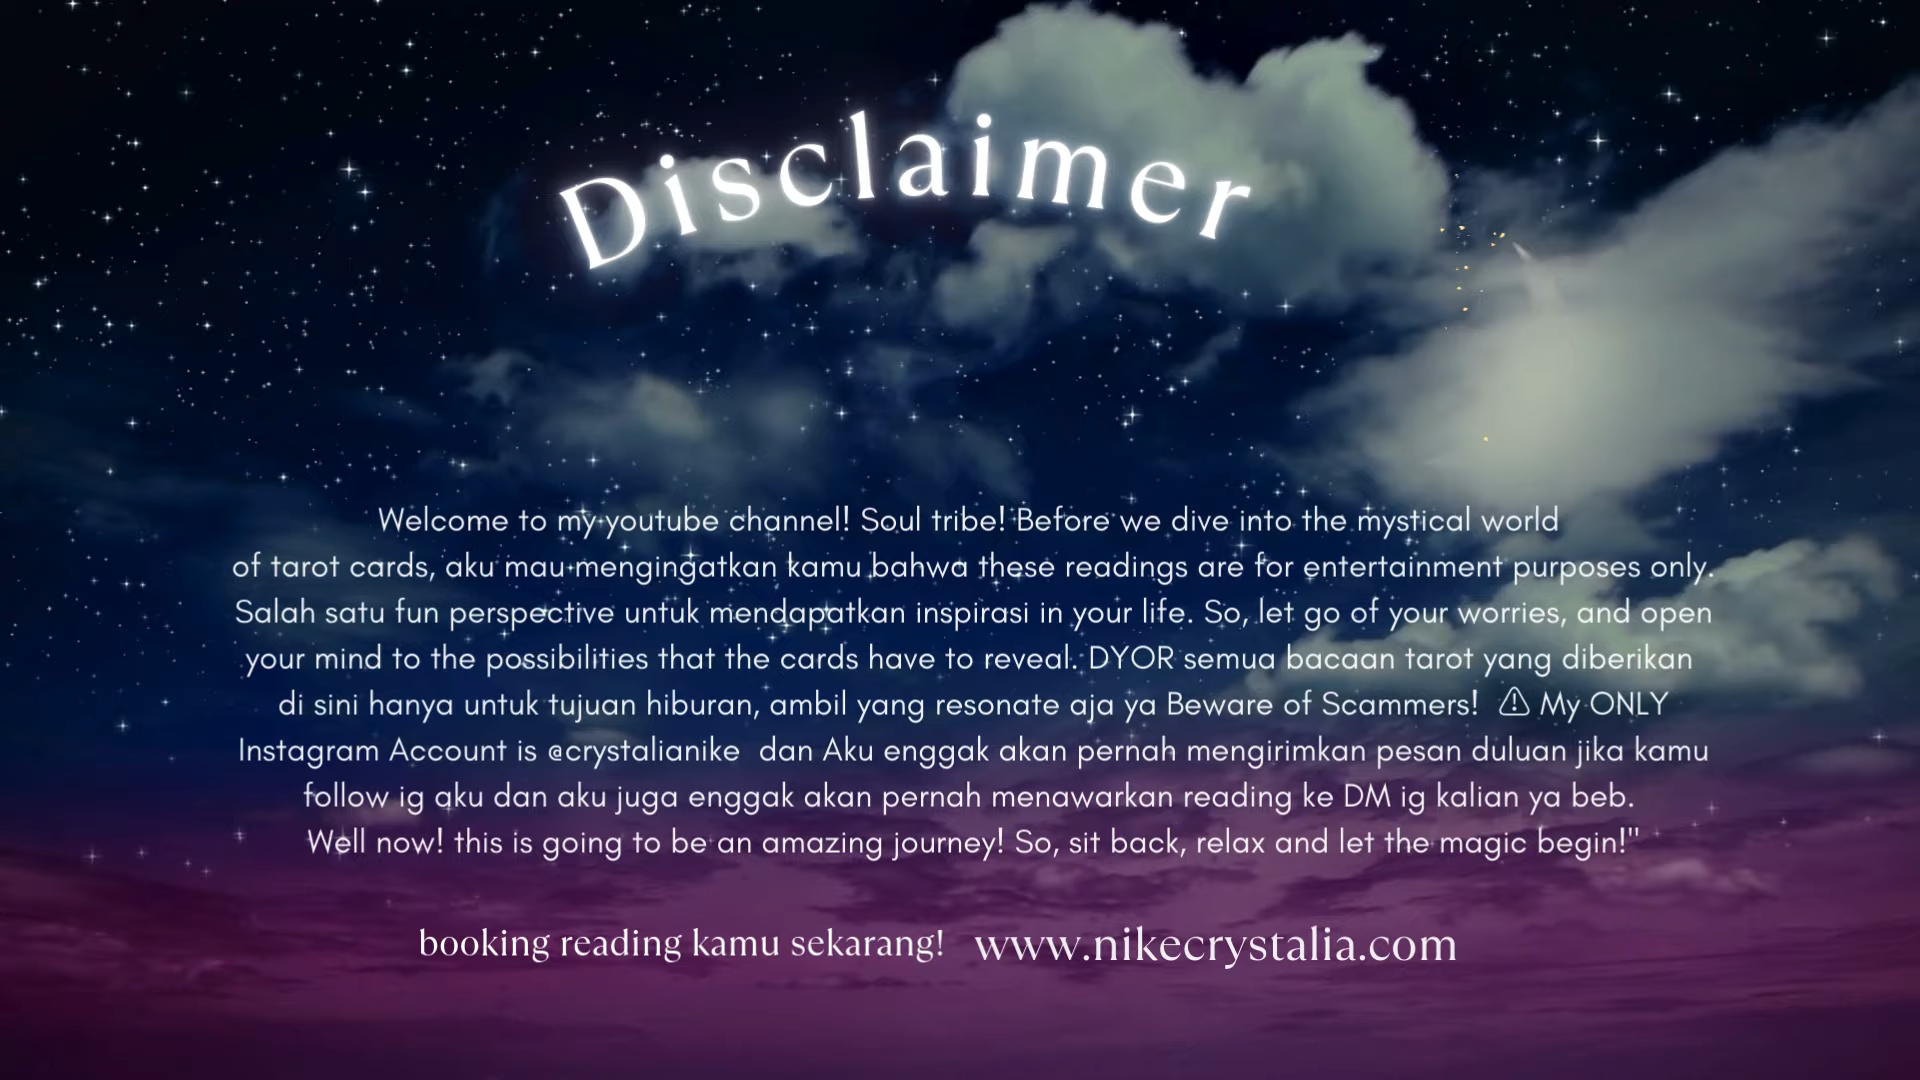 Disclaimer
Welcome to my youtube channel! Soul tribe! Before we dive into the mystical world
of tarot cards, aku mau mengingatkan kamu bahwa these readings are for entertainment purposes only.
Salah satu fun perspective untuk mendapatkan inspirasi in your life. So, let go of your worries, and open
your mind to the possibilities that the cards have to reveal. DYOR semua bacaan tarot yang diberikan
di sini hanya untuk tujuan hiburan, ambil yang resonate aja ya Beware of Scammers! ⚠ My ONLY
Instagram Account is @crystalianike dan Aku enggak akan pernah mengirimkan pesan duluan jika kamu
follow ig aku dan aku juga enggak akan pernah menawarkan reading ke DM ig kalian ya beb.
Well now! this is going to be an amazing journey! So, sit back, relax and let the magic begin!"
booking reading kamu sekarang! www.nikecrystalia.com